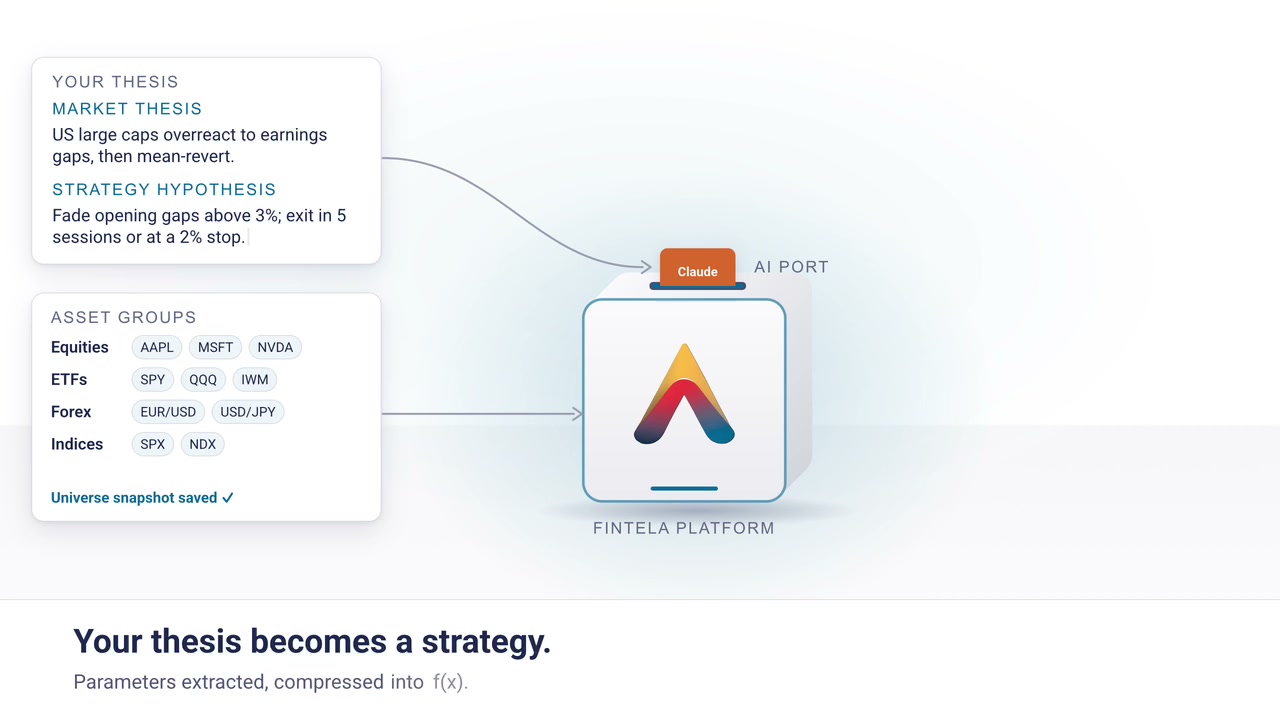 YOUR THESIS
MARKET THESIS
US large caps overreact to earnings
gaps, then mean-revert.
STRATEGY HYPOTHESIS
Fade opening gaps above 3%; exit in 5
sessions or at a 2% stop.
ASSET GROUPS
Equities AAPL MSFT NVDA
ETFs SPY QQQ IWM
Forex EUR/USD USD/JPY
Indices SPX NDX
Universe snapshot saved ✓
Claude
AI PORT
FINTELA PLATFORM
Your thesis becomes a strategy.
Parameters extracted, compressed into f(x).